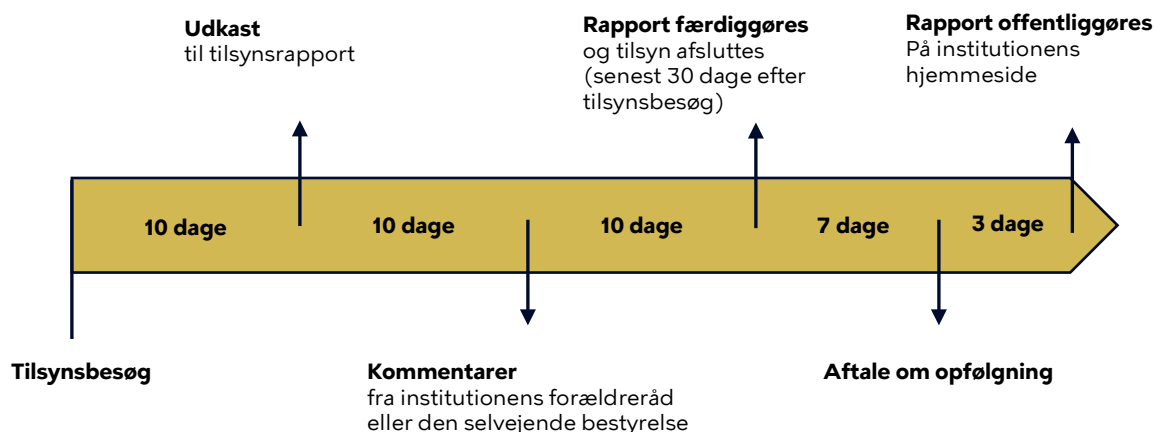 Udkast
til tilsynsrapport
Rapport færdiggøres
og tilsyn afsluttes
(senest 30 dage efter
tilsynsbesøg)
Rapport offentliggøres
På institutionens
hjemmeside
10 dage
10 dage
10 dage
7 dage
3 dage
Tilsynsbesøg
Kommentarer
fra institutionens forældreråd
eller den selvejende bestyrelse
Aftale om opfølgning